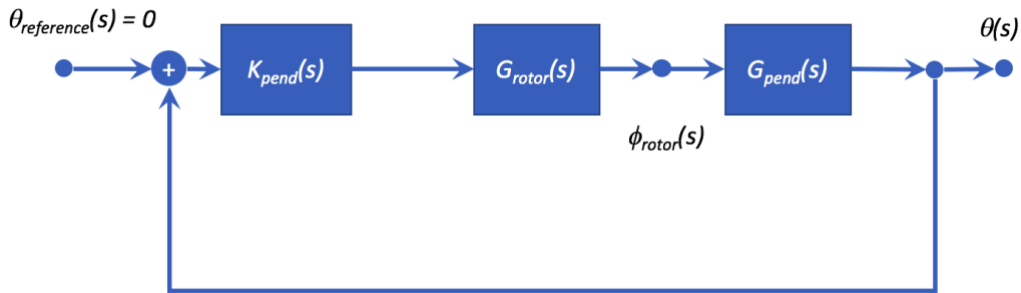 θreference(s) = 0
θ(s)
+
Kpend(s)
Grotor(s)
Gpend(s)
ϕrotor(s)